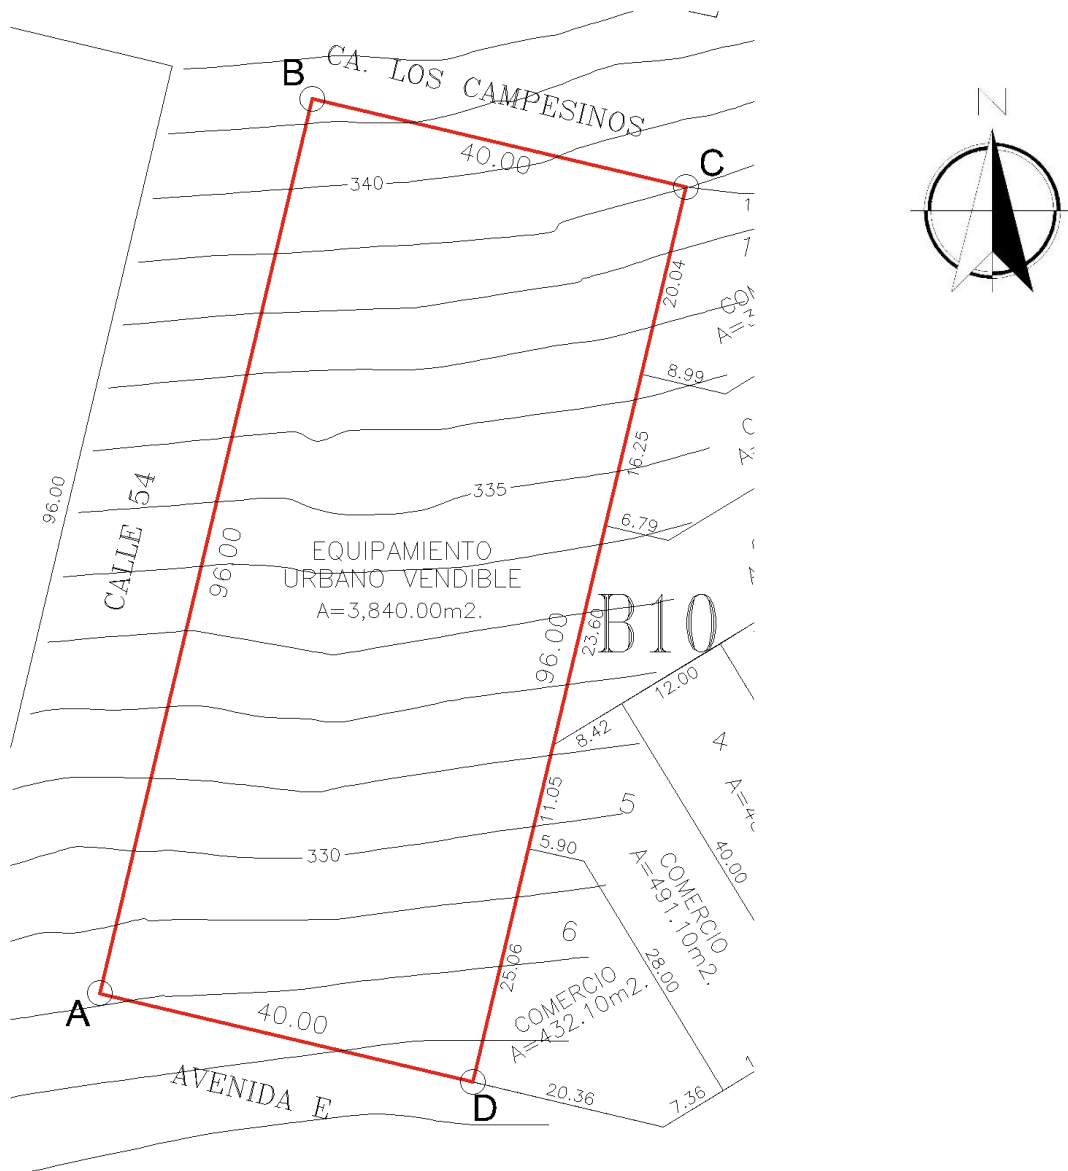 N
CA. LOS CAMPESINOS
B
40.00
C
340
20.04
8.99
16.25
96.00
CALLE 54
335
6.79
96.00
EQUIPAMIENTO
URBANO VENDIBLE
A=3,840.00m2.
B10
96.00
23.60
12.00
8.42
4
11.05
5
5.90
330
40.00
COMERCIO
A=491.10m2.
6
25.06
28.00
COMERCIO
A=432.10m2.
A
40.00
AVENIDA E
D
20.36
7.36